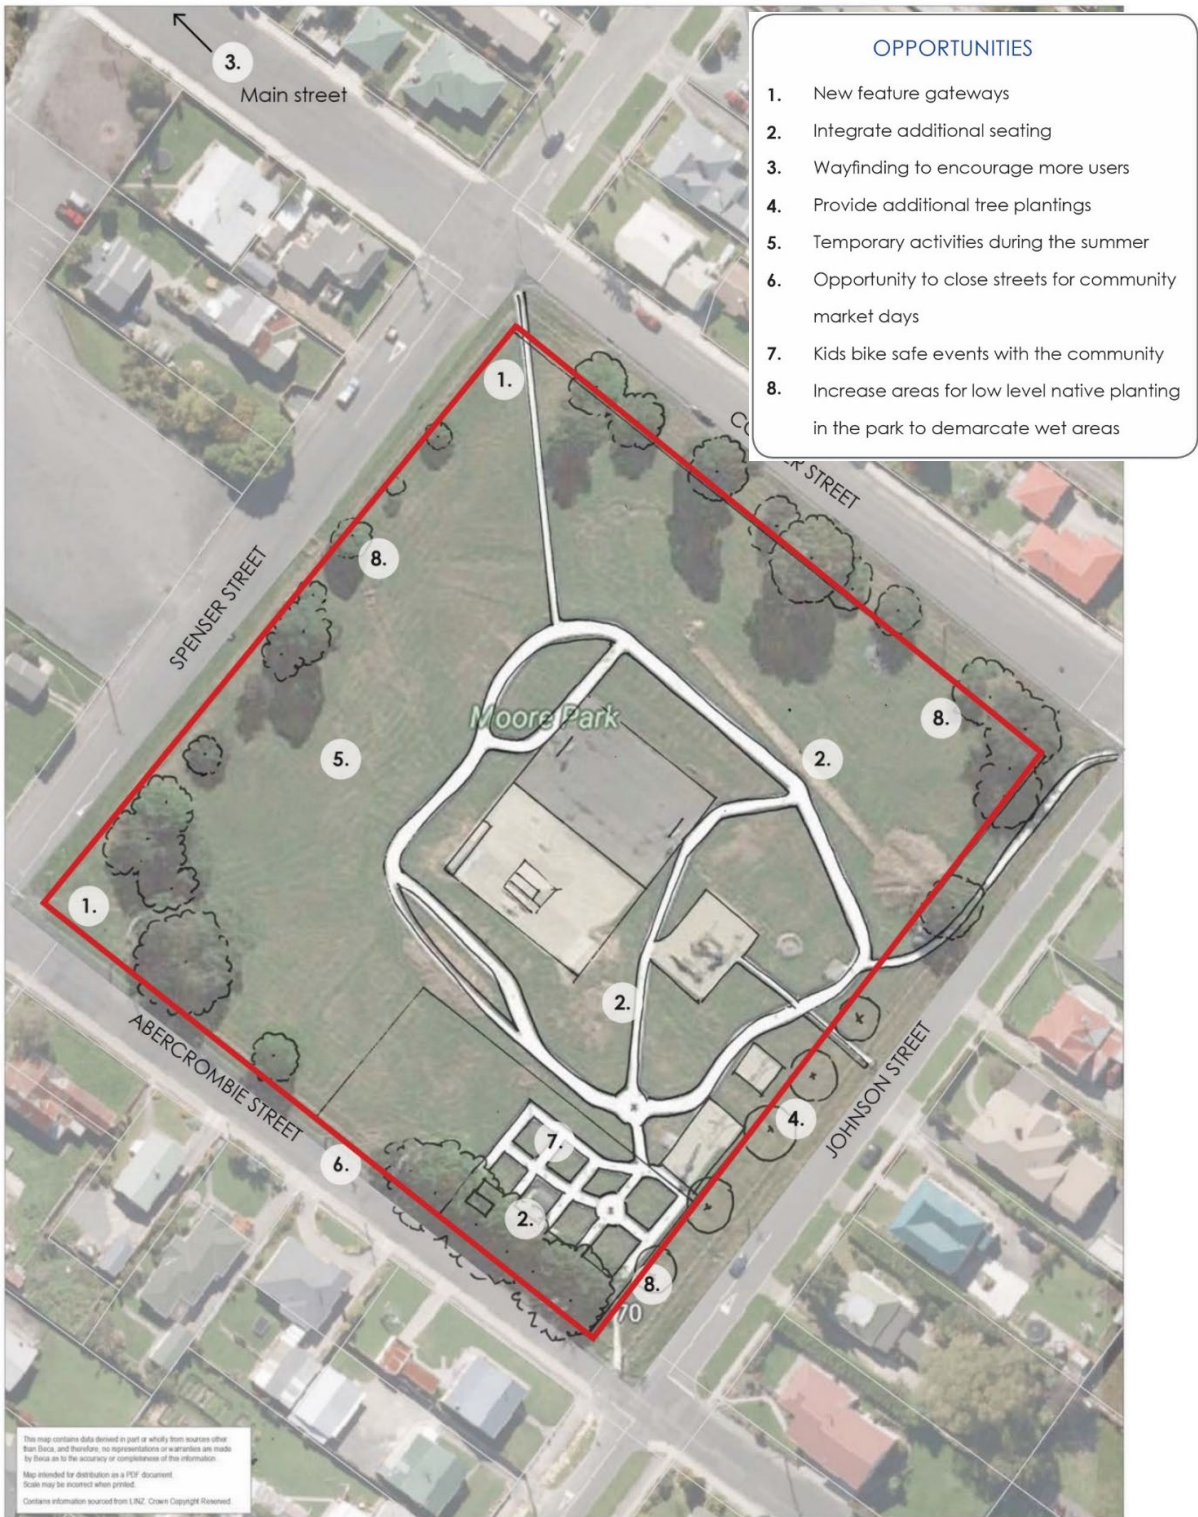 3.
Main street
OPPORTUNITIES
1. New feature gateways
2. Integrate additional seating
3. Wayfinding to encourage more users
4. Provide additional tree plantings
5. Temporary activities during the summer
6. Opportunity to close streets for community
market days
7. Kids bike safe events with the community
8. Increase areas for low level native planting
in the park to demarcate wet areas
1.
STREET
8.
SPENSER STREET
Moore Park
8.
5.
2.
1.
2.
ABERCROMBIE STREET
JOHNSON STREET
4.
7.
6.
2.
8.
70
This map contains data derived in part or wholly from sources other
than Beca, and therefore, no representations or warranties are made
by Beca as to the accuracy or completeness of this information.
Map intended for distribution as a PDF document.
Scale may be incorrect when printed.
Contains information sourced from LINZ. Crown Copyright Reserved.